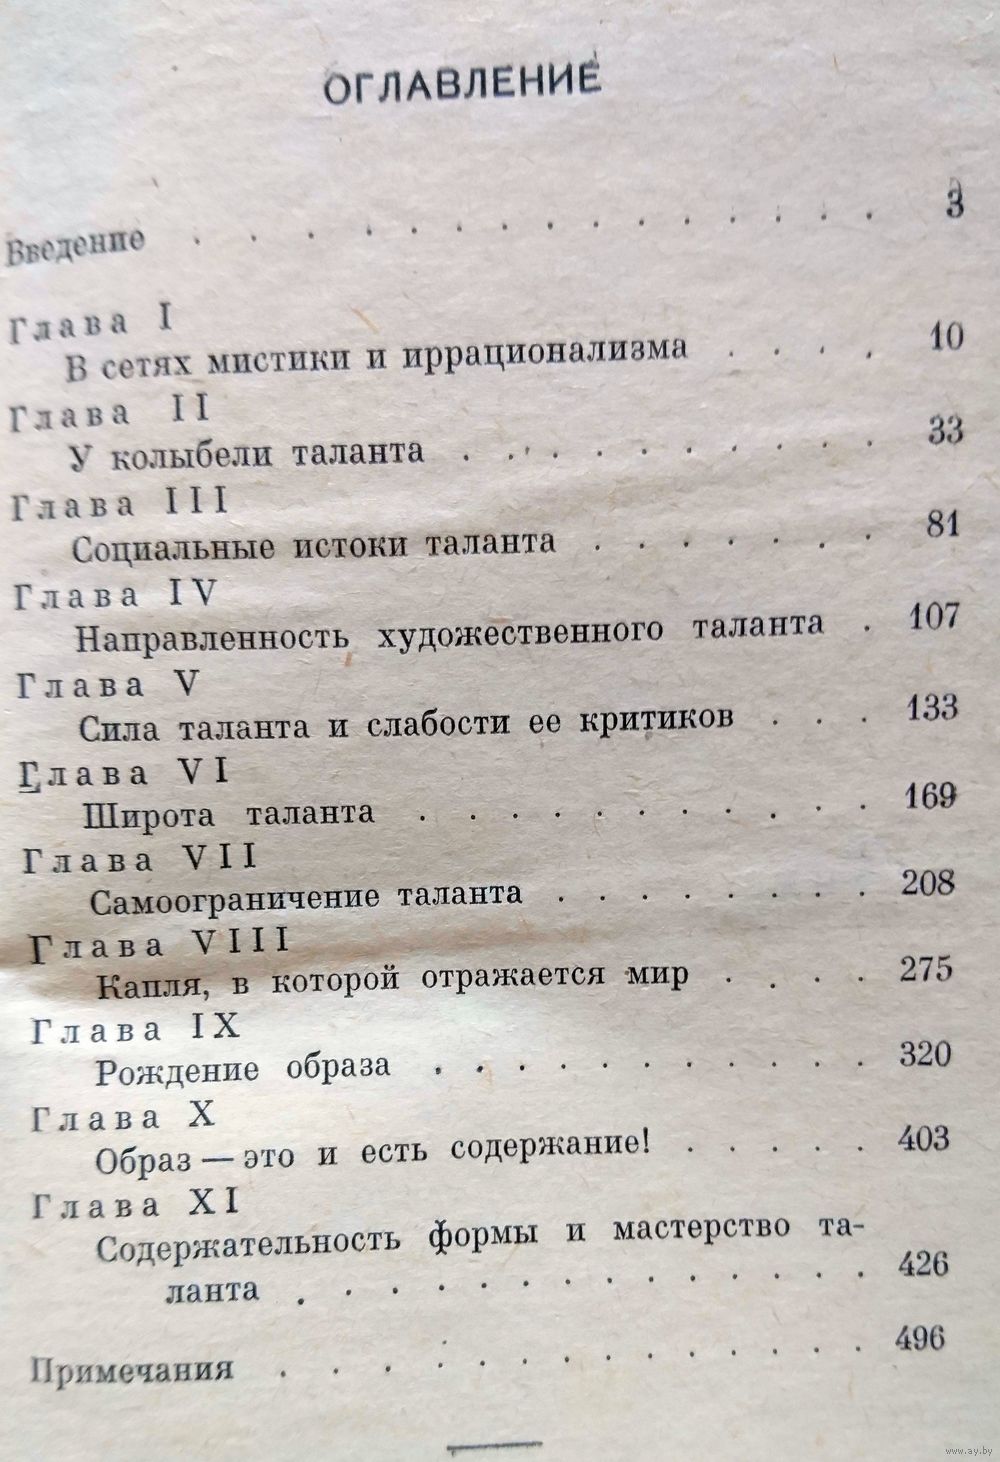 ОГЛАВЛЕНИЕ
Введение . . . . . . . . . . . . . . 3
Глава I
В сетях мистики и иррационализма . . . . 10
Глава II
У колыбели таланта . . . . . . . . . . 33
Глава III
Социальные истоки таланта . . . . . . . 81
Глава IV
Направленность художественного таланта . 107
Глава V
Сила таланта и слабости ее критиков . . . 133
Глава VI
Широта таланта . . . . . . . . . . 169
Глава VII
Самоограничение таланта . . . . . . . . 208
Глава VIII
Капля, в которой отражается мир . . . . 275
Глава IX
Рождение образа . . . . . . . . . . . 320
Глава X
Образ — это и есть содержание! . . . . . 403
Глава XI
Содержательность формы и мастерство та-
ланта . . . . . . . . . . . . . 426
Примечания . . . . . . . . . . . . . . 496
www.ay.by